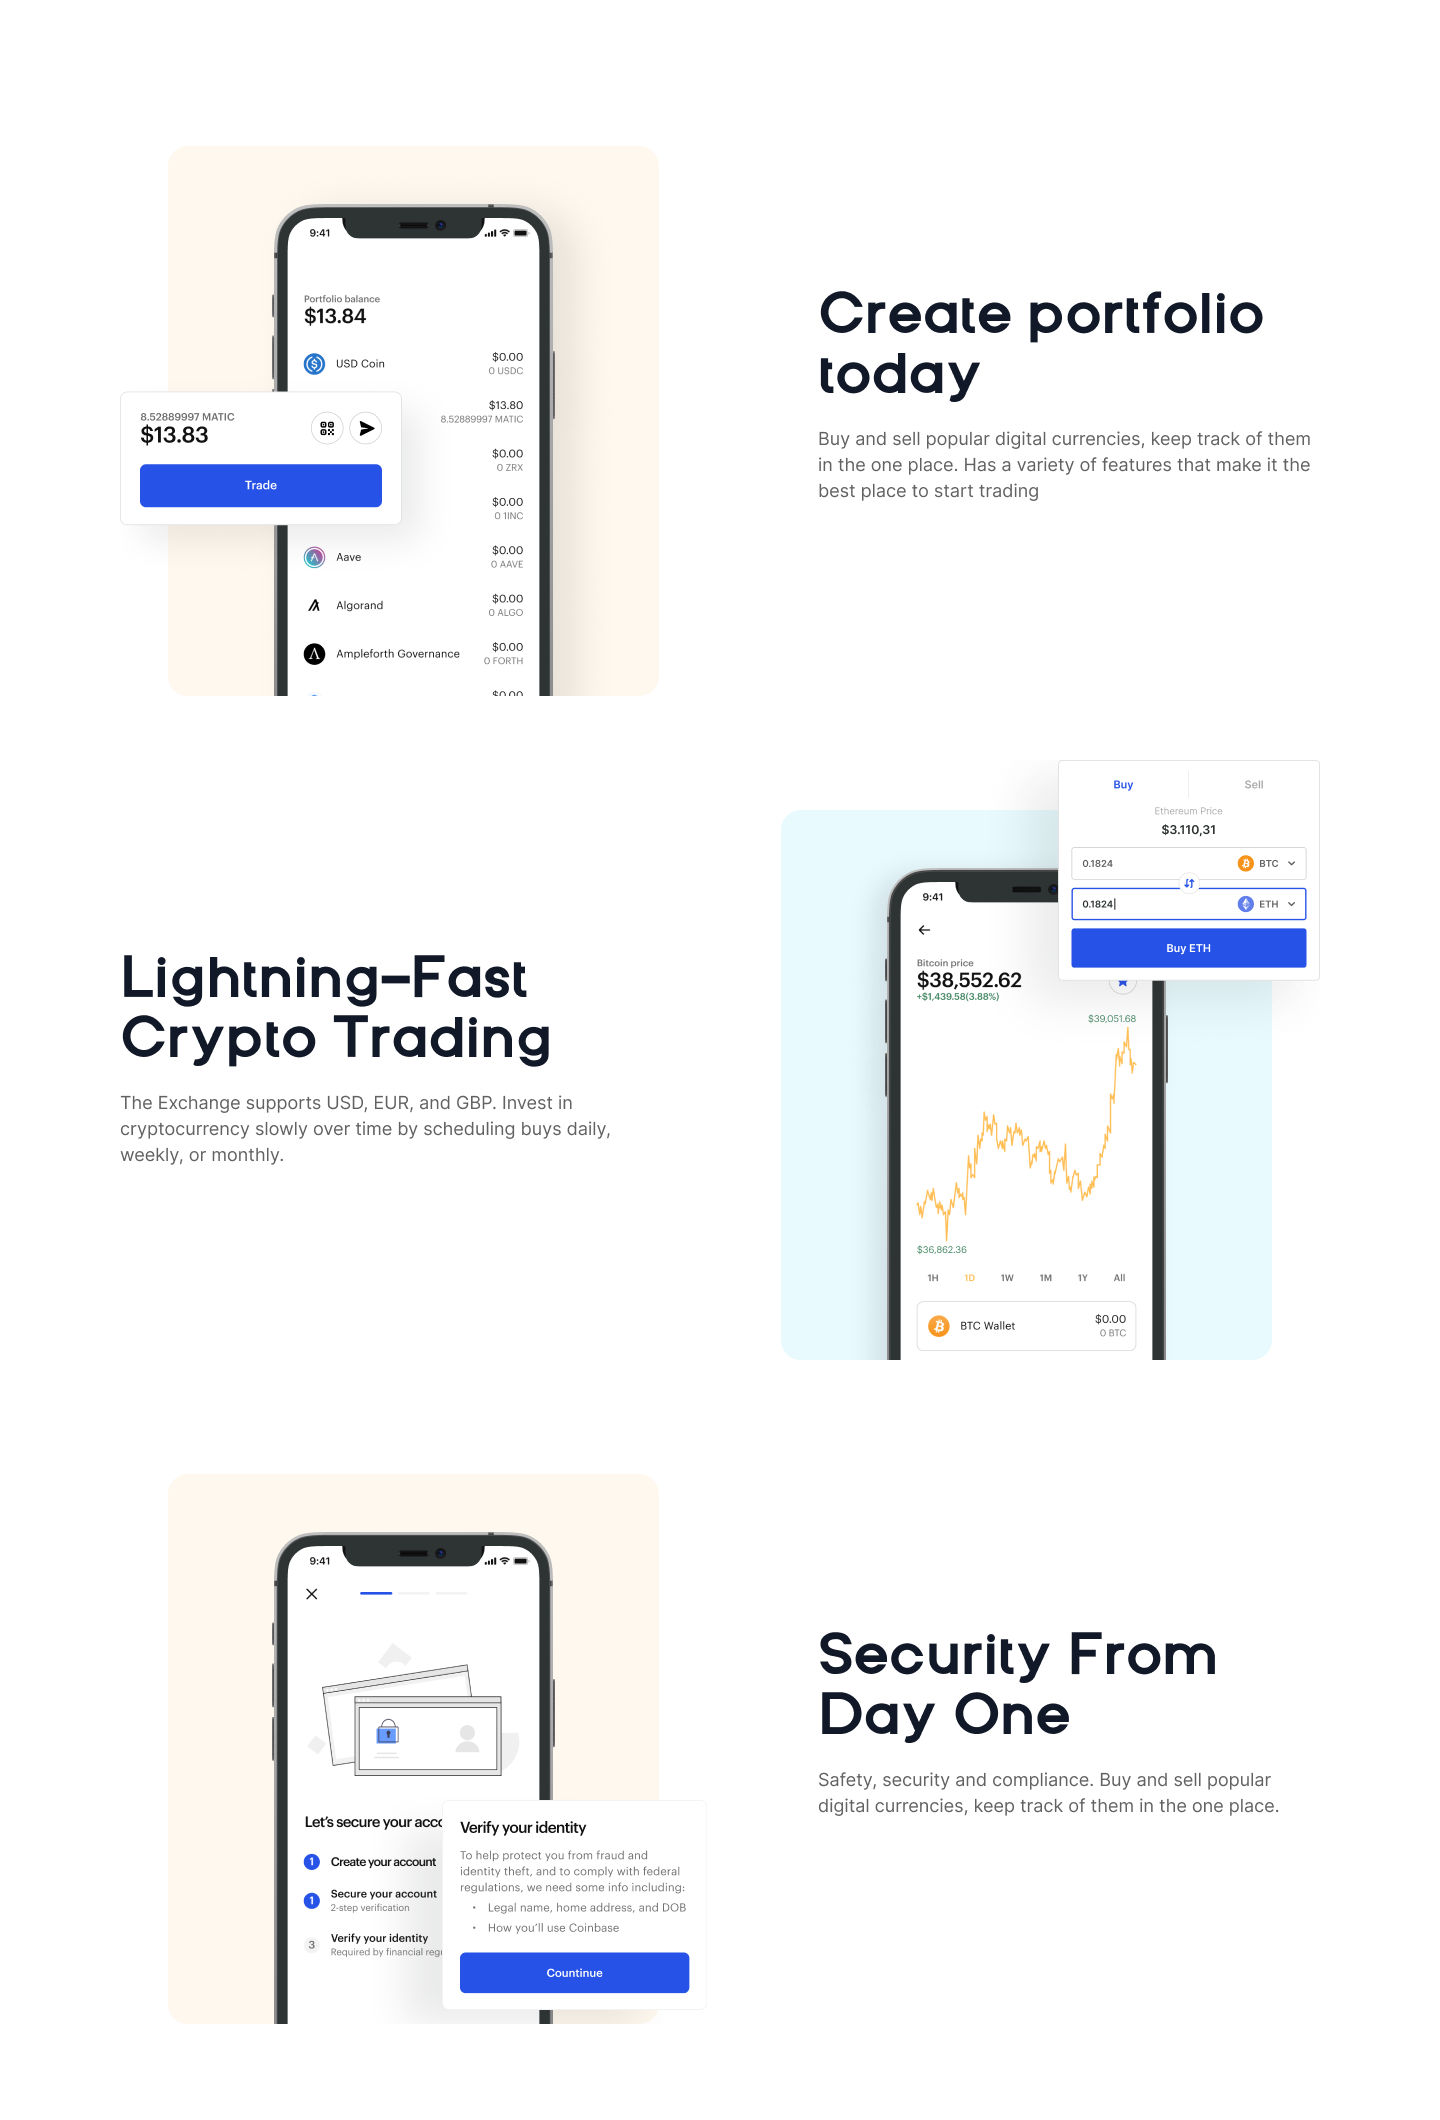 9:41
Portfolio balance
$13.84
USD Coin
$0.00
0 USDC
$13.80
8.52889997 MATIC
8.52889997 MATIC
$13.83
Trade
$0.00
0 ZRX
$0.00
0 1INC
Aave
$0.00
0 AAVE
Algorand
$0.00
0 ALGO
Ampleforth Governance
$0.00
0 FORTH
$0.00
Create portfolio
today
Buy and sell popular digital currencies, keep track of them
in the one place. Has a variety of features that make it the
best place to start trading
Lightning-Fast
Crypto Trading
The Exchange supports USD, EUR, and GBP. Invest in
cryptocurrency slowly over time by scheduling buys daily,
weekly, or monthly.
Buy Sell
Ethereum Price
$3.110,31
0.1824 BTC
0.1824 ETH
Buy ETH
9:41
Bitcoin price
$38,552.62
+$1,439.58(3.88%)
$39,051.68
$36,862.36
1H 1D 1W 1M 1Y All
BTC Wallet
$0.00
0 BTC
9:41
Let's secure your acco
1 Create your account
1 Secure your account
2-step verification
3 Verify your identity
Required by financial regu
Verify your identity
To help protect you from fraud and
identity theft, and to comply with federal
regulations, we need some info including:
• Legal name, home address, and DOB
• How you'll use Coinbase
Countinue
Security From
Day One
Safety, security and compliance. Buy and sell popular
digital currencies, keep track of them in the one place.